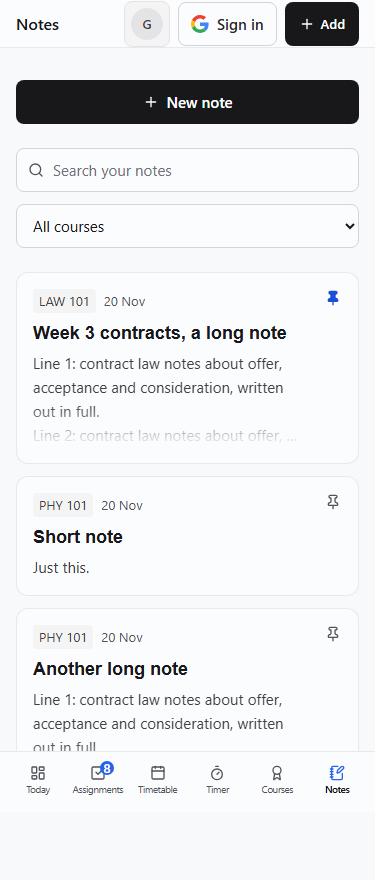 Notes
G
Sign in
Add
New note
Search your notes
All courses
LAW 101 20 Nov
Week 3 contracts, a long note
Line 1: contract law notes about offer,
acceptance and consideration, written
out in full.
Line 2: contract law notes about offer, ...
PHY 101 20 Nov
Short note
Just this.
PHY 101 20 Nov
Another long note
Line 1: contract law notes about offer,
acceptance and consideration, written
out in full
8
Today Assignments Timetable Timer Courses Notes